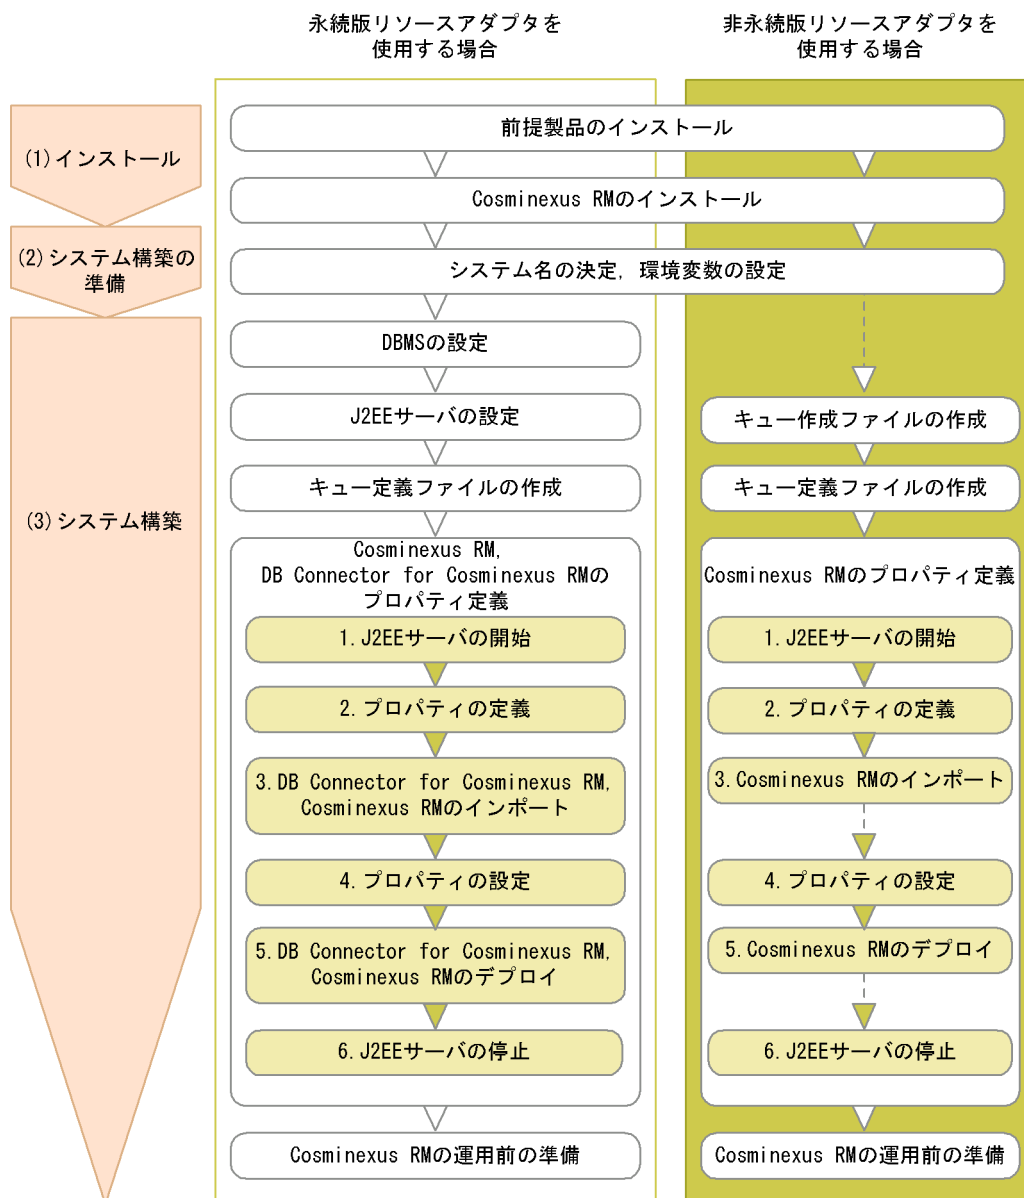 永続版リソースアダプタを
使用する場合
非永続版リソースアダプタを
使用する場合
(1)インストール
前提製品のインストール
Cosminexus RMのインストール
(2)システム構築の
準備
システム名の決定，環境変数の設定
(3)システム構築
DBMSの設定
J2EEサーバの設定
キュー定義ファイルの作成
Cosminexus RM,
DB Connector for Cosminexus RMの
プロパティ定義
1. J2EEサーバの開始
2. プロパティの定義
3. DB Connector for Cosminexus RM,
Cosminexus RMのインポート
4. プロパティの設定
5. DB Connector for Cosminexus RM,
Cosminexus RMのデプロイ
6. J2EEサーバの停止
Cosminexus RMの運用前の準備
キュー作成ファイルの作成
キュー定義ファイルの作成
Cosminexus RMのプロパティ定義
1. J2EEサーバの開始
2. プロパティの定義
3. Cosminexus RMのインポート
4. プロパティの設定
5. Cosminexus RMのデプロイ
6. J2EEサーバの停止
Cosminexus RMの運用前の準備